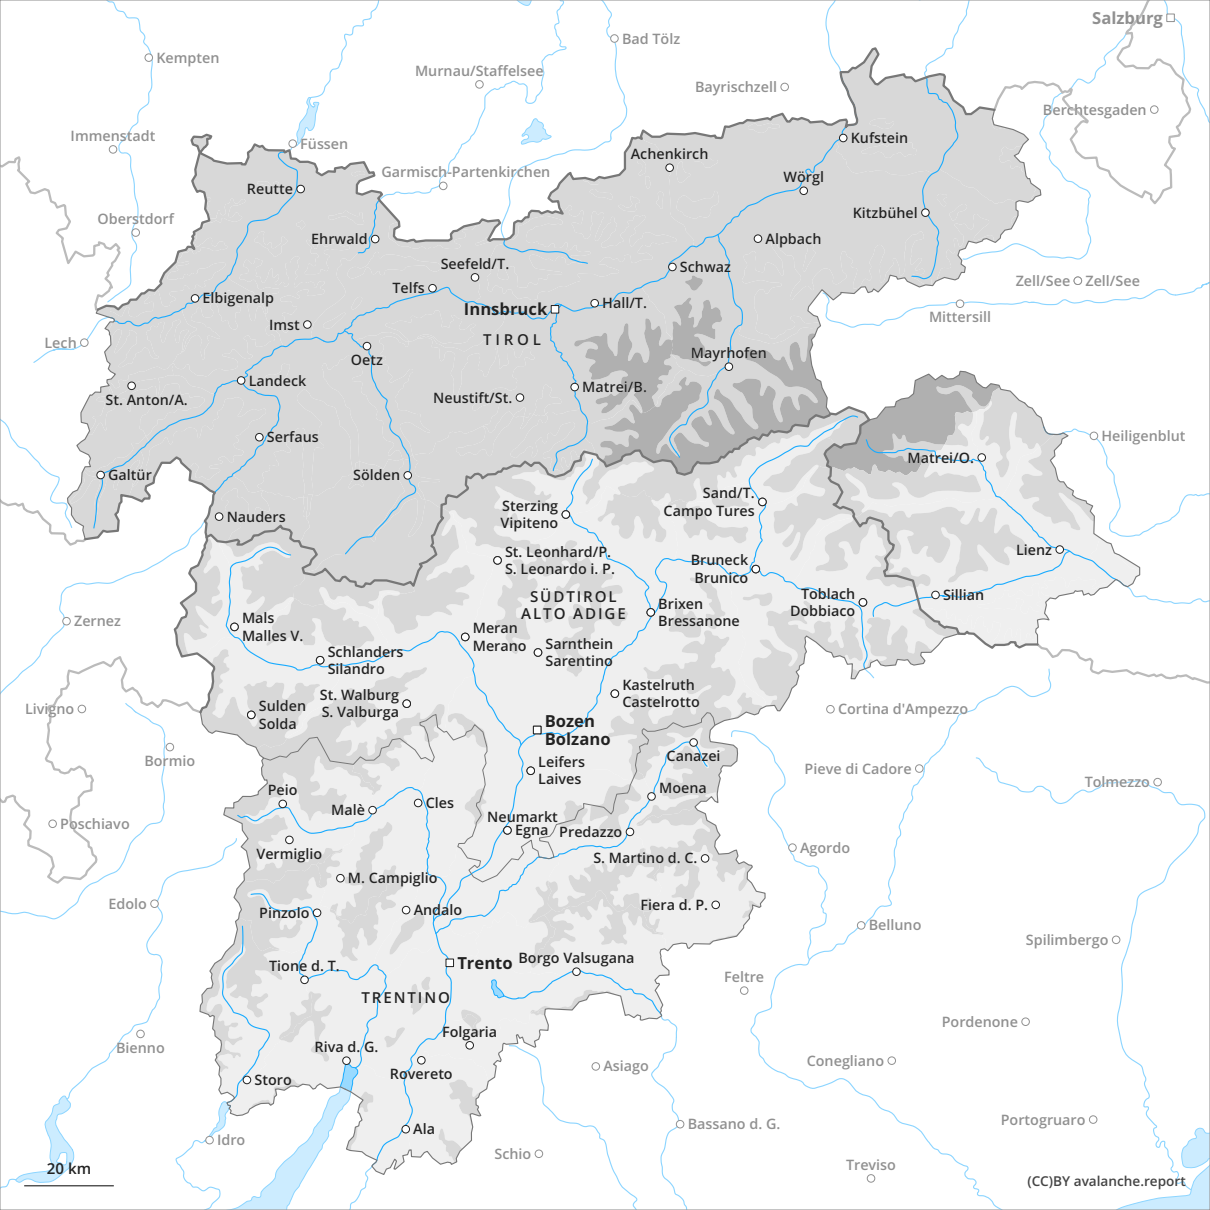 Salzburg
Bad Tölz
Kempten
Murnau/Staffelsee
Bayrischzell
Berchtesgaden
Immenstadt
Füssen
Kufstein
Achenkirch
Garmisch-Partenkirchen
Wörgl
Reutte
Oberstdorf
Kitzbühel
Ehrwald
Alpbach
Seefeld/T.
Schwaz
Zell/See
Zell/See
Telfs
Elbigenalp
Hall/T.
Innsbruck
Mittersill
Imst
TIROL
Lech
Mayrhofen
Oetz
Landeck
Matrei/B.
St. Anton/A.
Neustift/St.
Serfaus
Heiligenblut
Matrei/O.
Galtür
Sölden
Sand/T.
Campo Tures
Sterzing
Vipiteno
Nauders
Lienz
St. Leonhard/P.
S. Leonardo i. P.
Bruneck
Brunico
SÜDTIROL
ALTO ADIGE
Toblach
Dobbiaco
Sillian
Brixen
Bressanone
Zernez
Mals
Malles V.
Meran
Merano
Sarnthein
Sarentino
Schlanders
Silandro
Kastelruth
Castelrotto
St. Walburg
S. Valburga
Livigno
Sulden
Solda
Cortina d'Ampezzo
Bozen
Bolzano
Bormio
Canazei
Leifers
Laives
Pieve di Cadore
Tolmezzo
Peio
Moena
Malè
Cles
Neumarkt
Egna
Predazzo
Poschiavo
Vermiglio
Agordo
S. Martino d. C.
M. Campiglio
Edolo
Fiera d. P.
Pinzolo
Andalo
Belluno
Spilimbergo
Trento
Borgo Valsugana
Tione d. T.
Feltre
TRENTINO
Pordenone
Folgaria
Bienno
Riva d. G.
Conegliano
Asiago
Rovereto
Storo
Portogruaro
Bassano d. G.
Ala
Idro
Schio
Treviso
20 km
(CC)BY avalanche.report